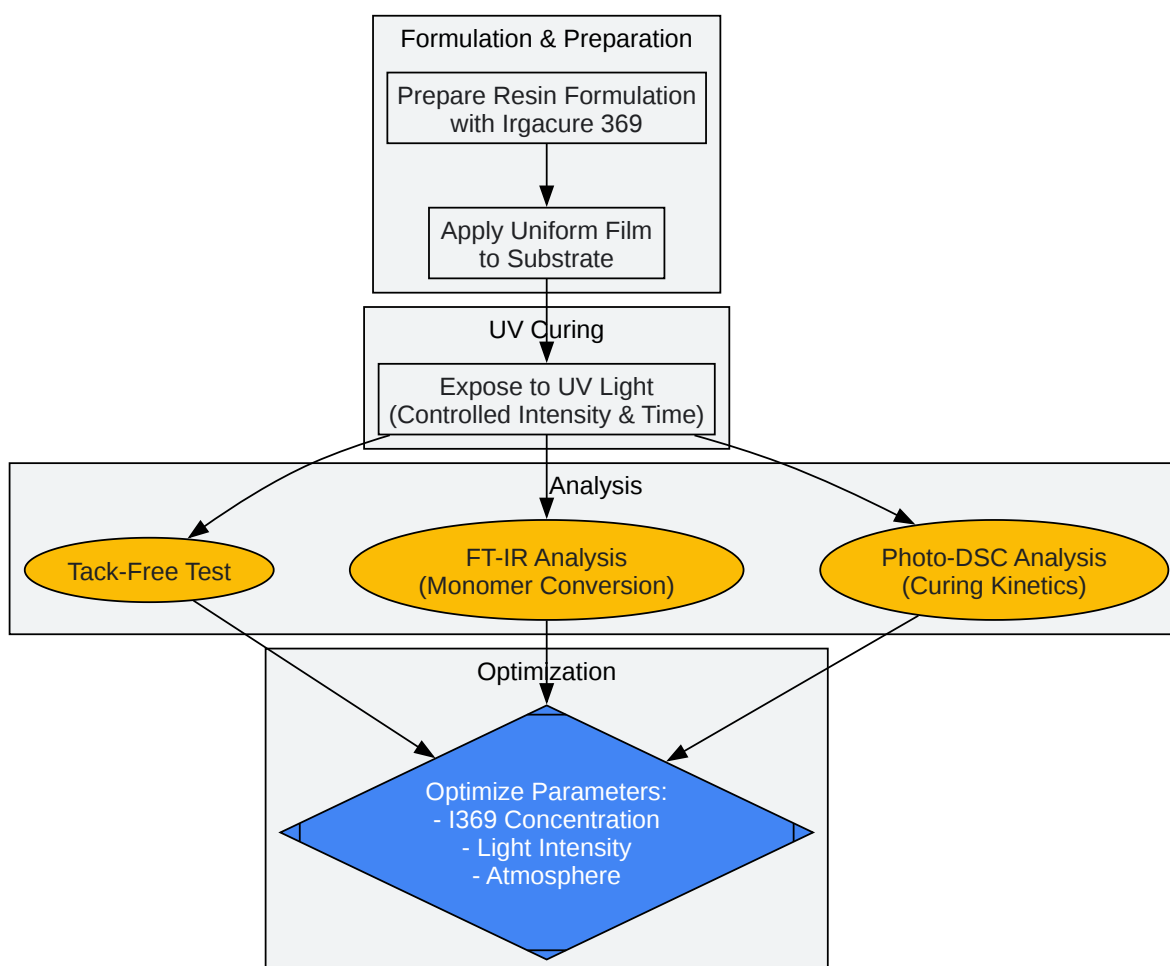 Formulation & Preparation
Prepare Resin Formulation
with Irgacure 369
Apply Uniform Film
to Substrate
UV Curing
Expose to UV Light
(Controlled Intensity & Time)
Analysis
Tack-Free Test
FT-IR Analysis
(Monomer Conversion)
Photo-DSC Analysis
(Curing Kinetics)
Optimization
Optimize Parameters:
- I369 Concentration
- Light Intensity
- Atmosphere